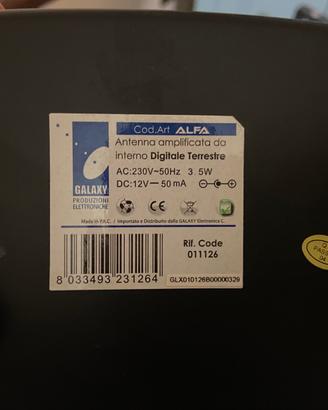 Cod.Art ALFA
Antenna amplificata da
interno Digitale Terrestre
AC:230V~50Hz 3.5W
DC:12V 50 mA
GALAXY
PRODUZIONI
ELETTRONICHE
CE
Made in P.R.C. / Importato e Distribuito dalla GALAXY Elettronica C.
Rif. Code
011126
8 033493 231264
GLX010126B00000329